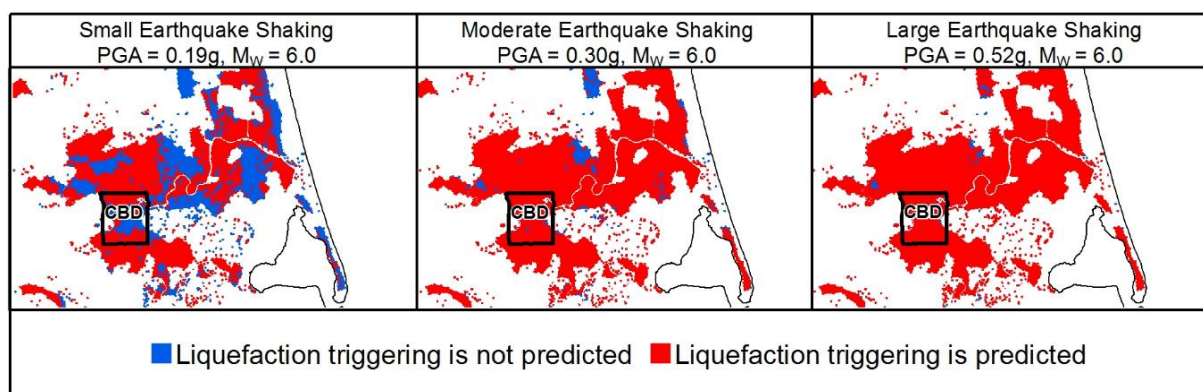 Small Earthquake Shaking
PGA = 0.19g, MW = 6.0
Moderate Earthquake Shaking
PGA = 0.30g, MW = 6.0
Large Earthquake Shaking
PGA = 0.52g, MW = 6.0
CBD
CBD
CBD
Liquefaction triggering is not predicted
Liquefaction triggering is predicted